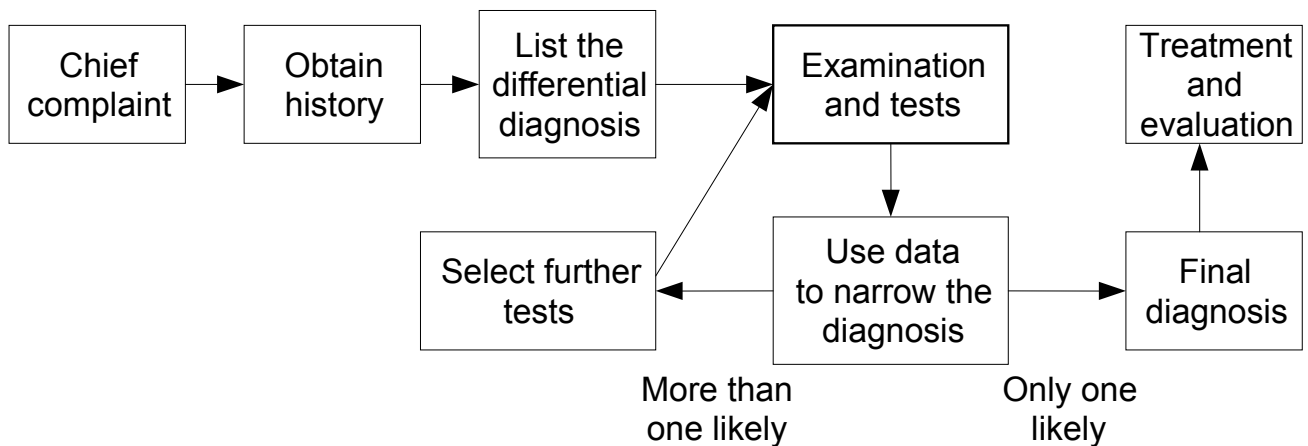 Chief
complaint
Obtain
history
List the
differential
diagnosis
Examination
and tests
Treatment
and
evaluation
Select further
tests
Use data
to narrow the
diagnosis
Final
diagnosis
More than
one likely
Only one
likely